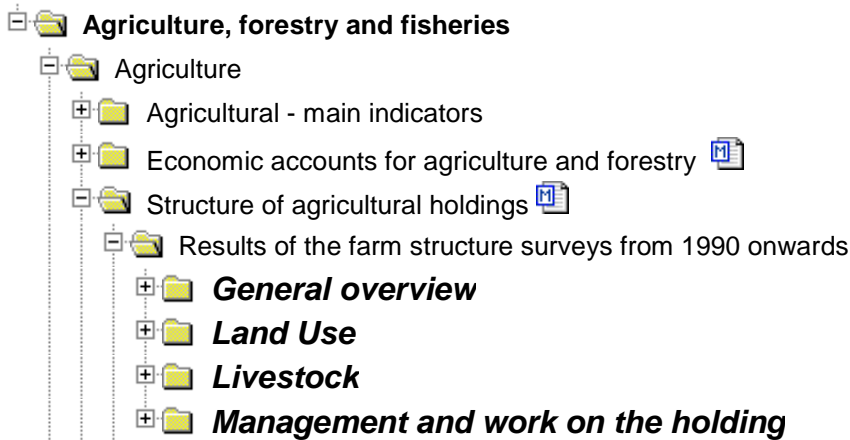 Agriculture, forestry and fisheries
Agriculture
Agricultural - main indicators
Economic accounts for agriculture and forestry M
Structure of agricultural holdings M
Results of the farm structure surveys from 1990 onwards
General overview
Land Use
Livestock
Management and work on the holding